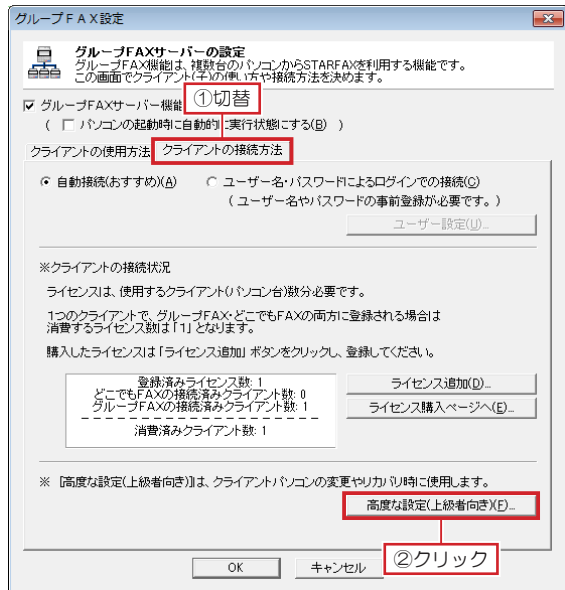 グループＦＡＸ設定
グループFAXサーバーの設定
グループFAX機能は、複数台のパソコンからSTARFAXを利用する機能です。
この画面でクライアント(子)の使い方や接続方法を決めます。
グループFAXサーバー機能
①切替
( パソコンの起動時に自動的に実行状態にする(B) )
クライアントの使用方法 クライアントの接続方法
自動接続(おすすめ)(A) ユーザー名・パスワードによるログインでの接続(C)
(ユーザー名やパスワードの事前登録が必要です。)
ユーザー設定(U)...
※クライアントの接続状況
ライセンスは、使用するクライアント(パソコン台)数分必要です。
1つのクライアントで、グループFAX・どこでもFAXの両方に登録される場合は
消費するライセンス数は「1」となります。
購入したライセンスは「ライセンス追加」ボタンをクリックし、登録してください。
登録済みライセンス数: 1
どこでもFAXの接続済みクライアント数: 0
グループFAXの接続済みクライアント数: 1
--------------------
消費済みクライアント数: 1
ライセンス追加(D)...
ライセンス購入ページへ(E)...
※ [高度な設定(上級者向き)]は、クライアントパソコンの変更やリカバリ時に使用します。
高度な設定(上級者向き)(F)...
②クリック
OK キャンセル